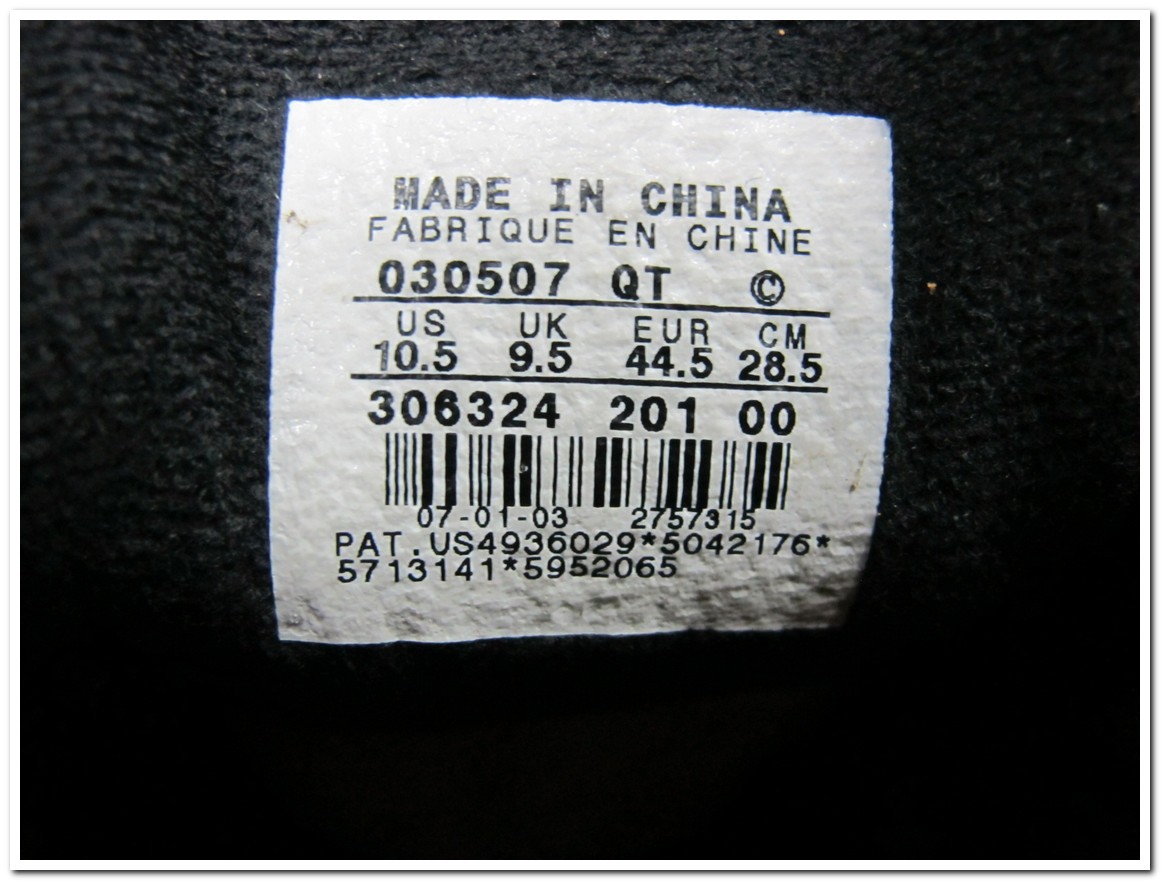 MADE IN CHINA
FABRIQUE EN CHINE
030507 QT ©
US UK EUR CM
10.5 9.5 44.5 28.5
306324 201 00
07-01-03 2757315
PAT.US4936029*5042176*
5713141*5952065